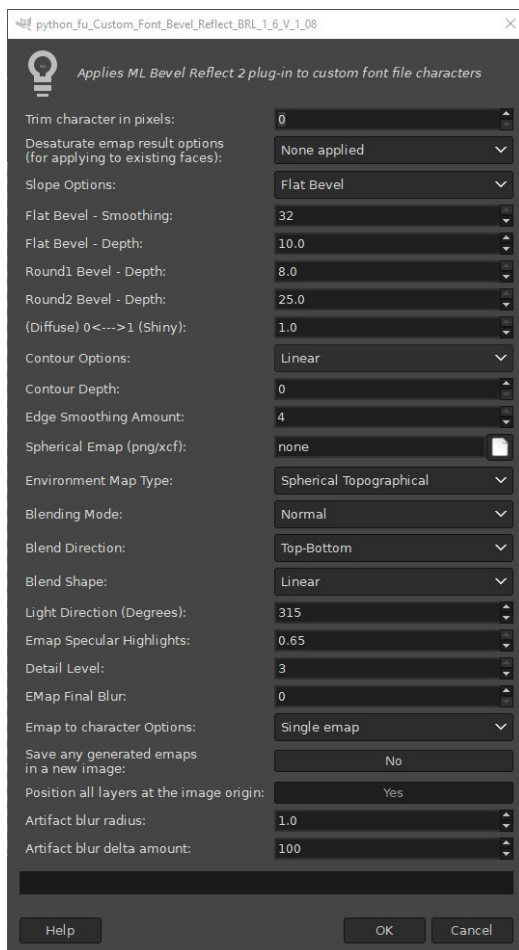 python_fu_Custom_Font_Bevel_Reflect_BRL_1_6_V_1_08
Applies ML Bevel Reflect 2 plug-in to custom font file characters
Trim character in pixels: 0
Desaturate emap result options
(for applying to existing faces): None applied
Slope Options: Flat Bevel
Flat Bevel - Smoothing: 32
Flat Bevel - Depth: 10.0
Round1 Bevel - Depth: 8.0
Round2 Bevel - Depth: 25.0
(Diffuse) 0<--->1 (Shiny): 1.0
Contour Options: Linear
Contour Depth: 0
Edge Smoothing Amount: 4
Spherical Emap (png/xcf): none
Environment Map Type: Spherical Topographical
Blending Mode: Normal
Blend Direction: Top-Bottom
Blend Shape: Linear
Light Direction (Degrees): 315
Emap Specular Highlights: 0.65
Detail Level: 3
EMap Final Blur: 0
Emap to character Options: Single emap
Save any generated emaps
in a new image: No
Position all layers at the image origin: Yes
Artifact blur radius: 1.0
Artifact blur delta amount: 100
Help OK Cancel